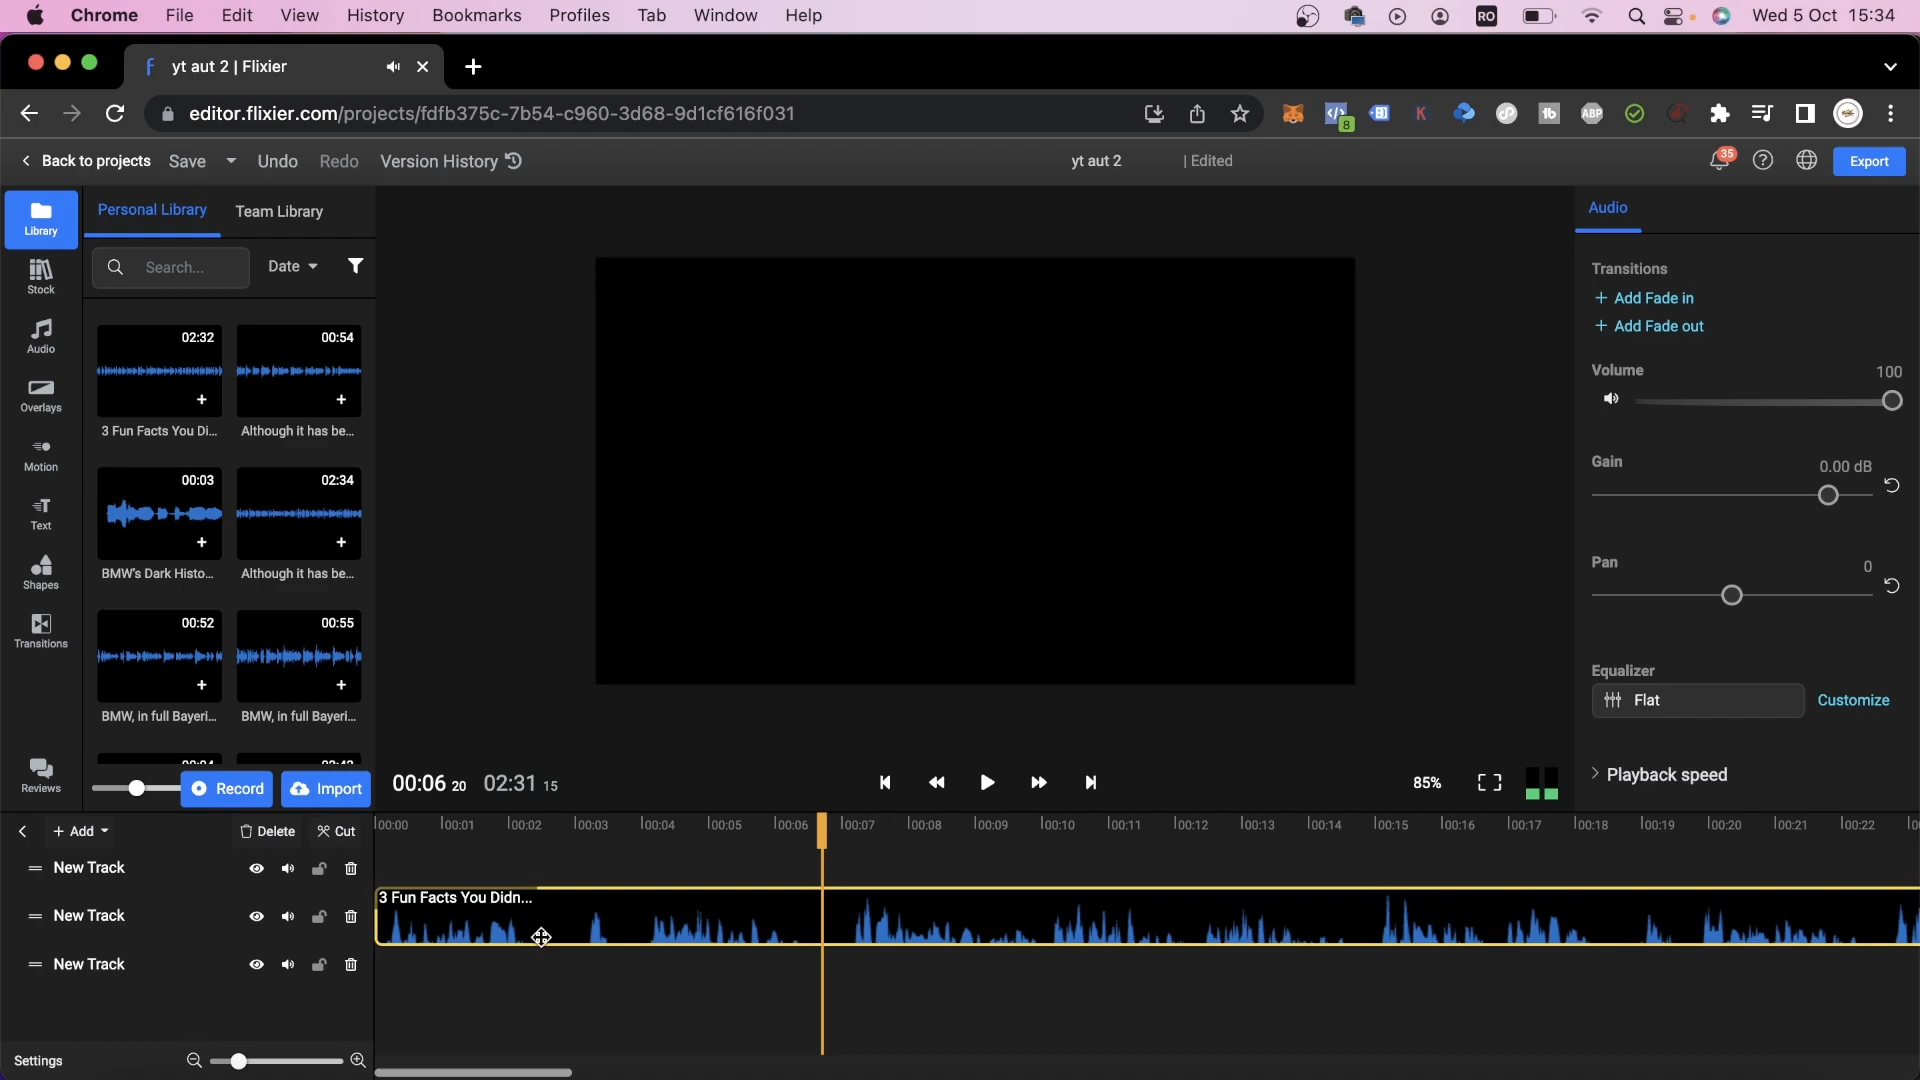 Chrome File Edit View History Bookmarks Profiles Tab Window Help RO Wed 5 Oct 15:34
yt aut 2 | Flixier
editor.flixier.com/projects/fdfb375c-7b54-c960-3d68-9d1cf616f031 8 K tb ABP
Back to projects Save Undo Redo Version History yt aut 2 | Edited 35 Export
Library
Stock
Audio
Overlays
Motion
Text
Shapes
Transitions
Reviews
Personal Library Team Library
Search... Date
02:32 00:54
3 Fun Facts You Di... Although it has be...
00:03 02:34
BMW's Dark Histo... Although it has be...
00:52 00:55
BMW, in full Bayeri... BMW, in full Bayeri...
Record Import
00:06 20 02:31 15
85%
Audio
Transitions
+ Add Fade in
+ Add Fade out
Volume 100
Gain 0.00 dB
Pan 0
Equalizer
Flat Customize
Playback speed
+ Add Delete Cut
00:00 00:01 00:02 00:03 00:04 00:05 00:06 00:07 00:08 00:09 00:10 00:11 00:12 00:13 00:14 00:15 00:16 00:17 00:18 00:19 00:20 00:21 00:22
New Track
New Track
New Track
3 Fun Facts You Didn...
Settings